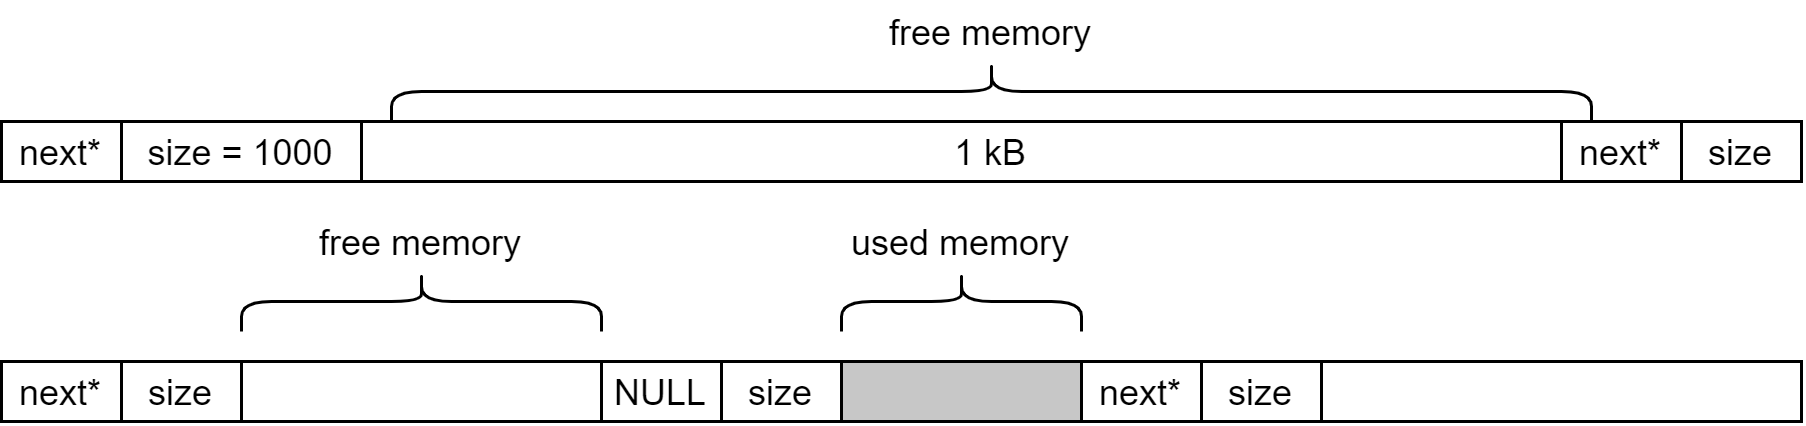 free memory
next* size = 1000 1 kB next* size
free memory used memory
next* size NULL size next* size